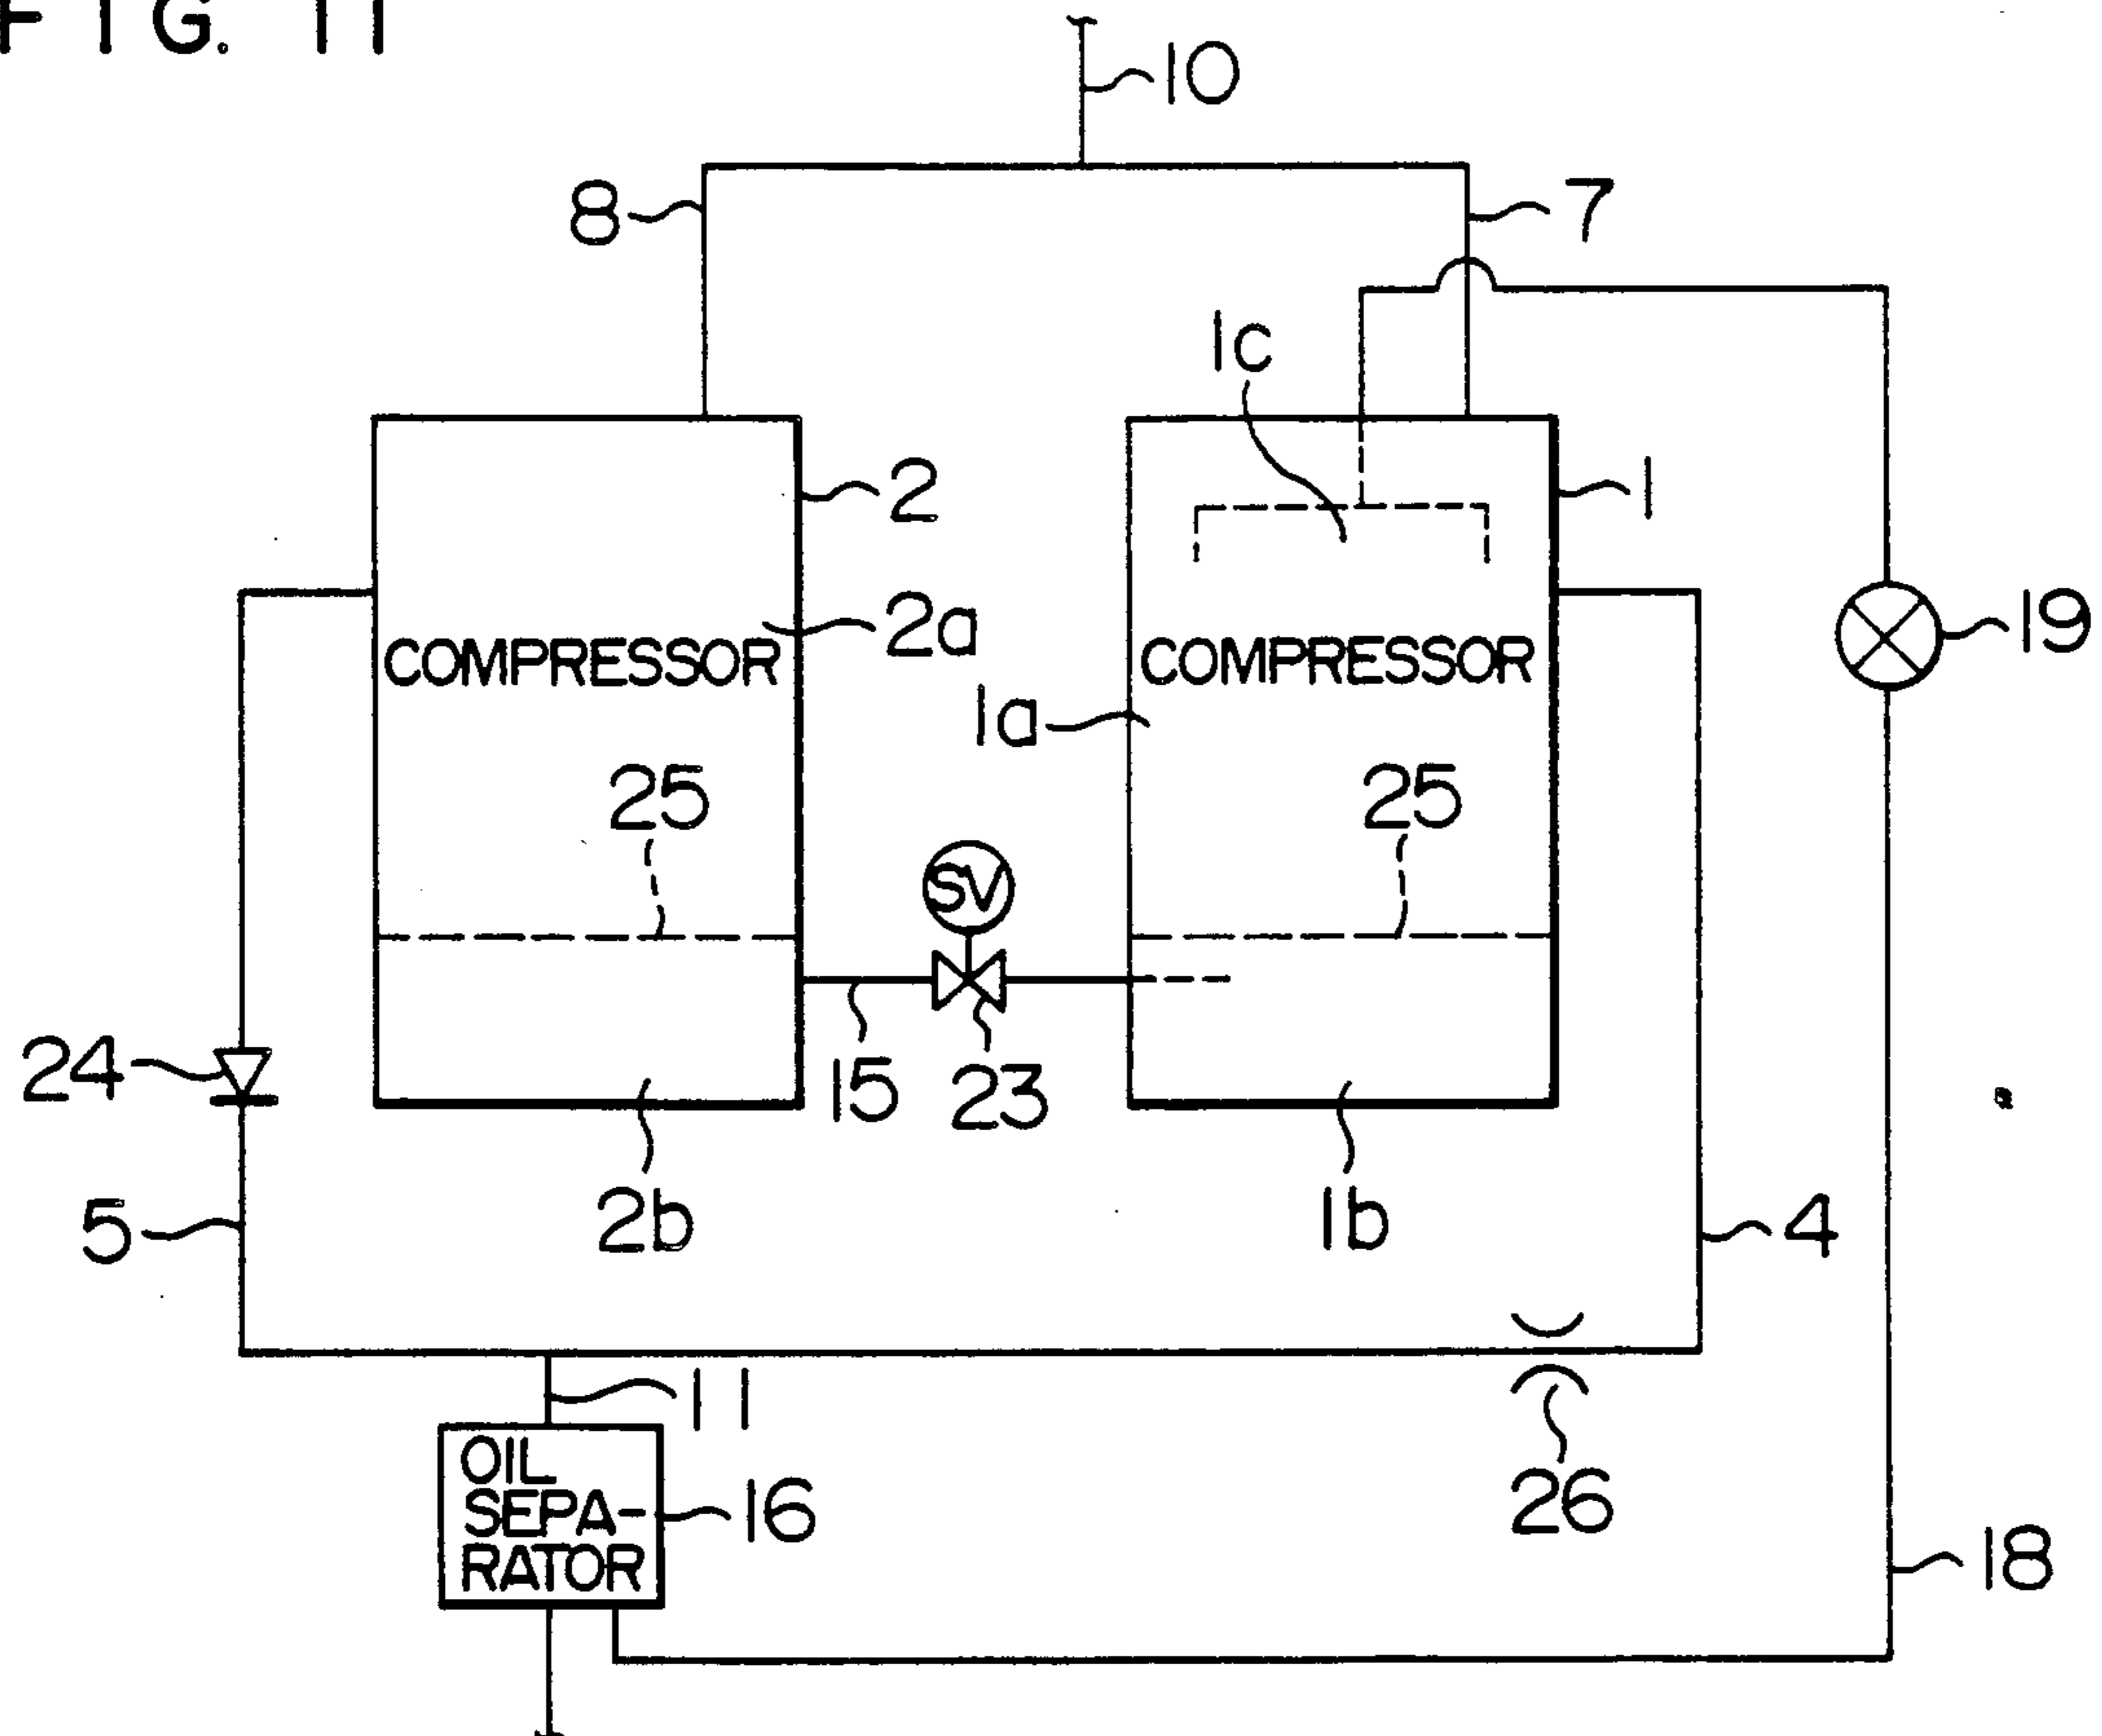 FIG. 11
10
8
7
1c
2
1
2a
19
COMPRESSOR
COMPRESSOR
1a
25
25
SV
24
15
23
5
2b
1b
4
11
OIL
SEPA-
RATOR
16
26
18